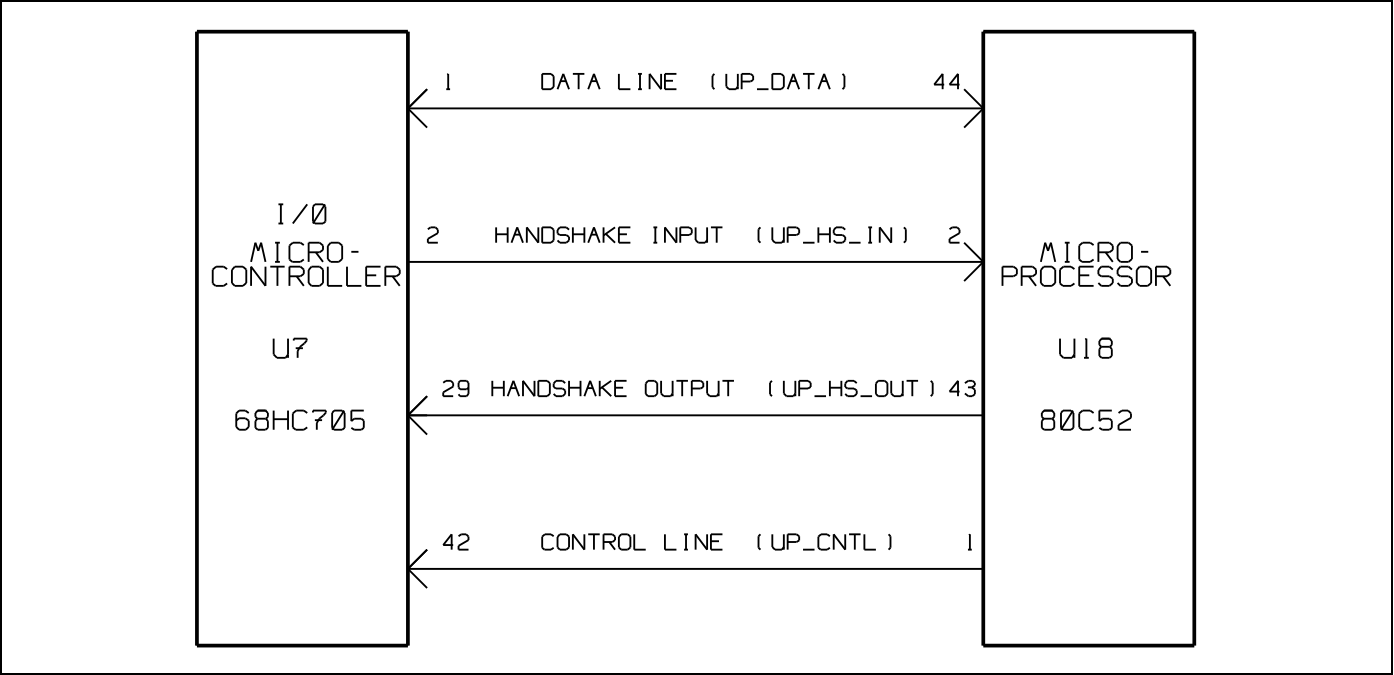 1 DATA LINE (UP_DATA) 44
I/0
MICRO-
CONTROLLER
2 HANDSHAKE INPUT (UP_HS_IN) 2
MICRO-
PROCESSOR
U7
U18
29 HANDSHAKE OUTPUT (UP_HS_OUT) 43
68HC705
80C52
42 CONTROL LINE (UP_CNTL) 1